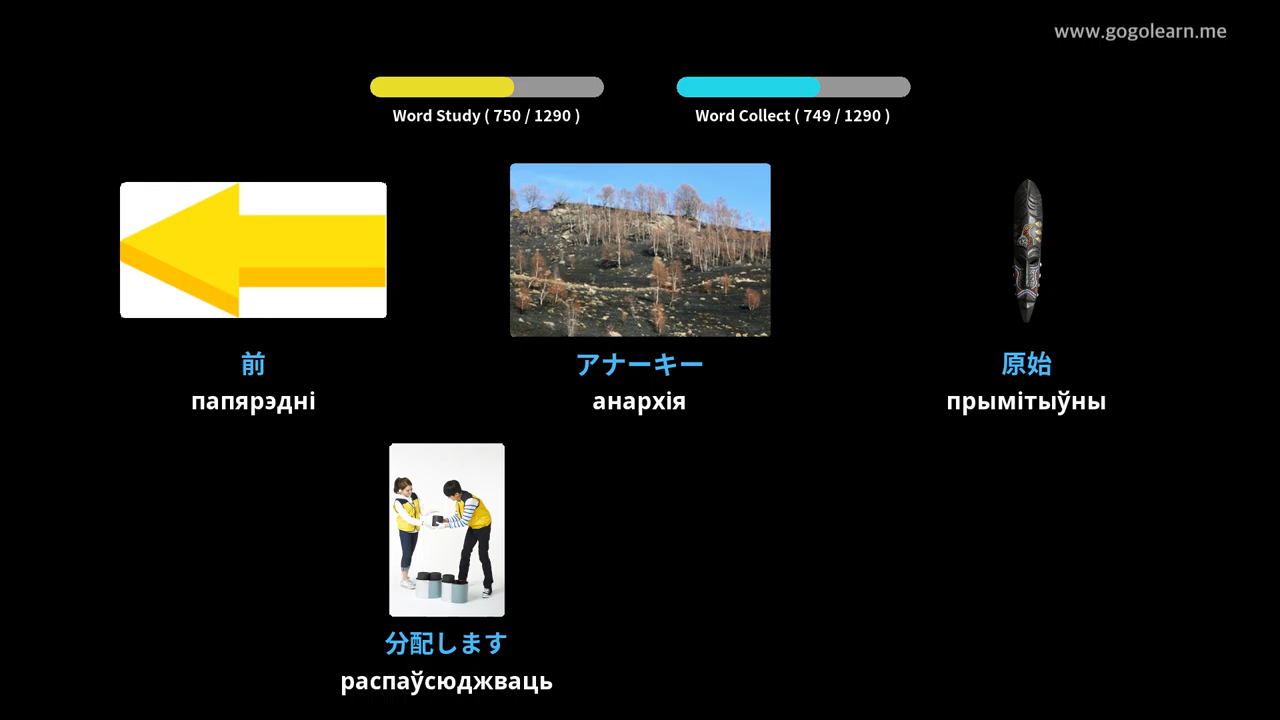 www.gogolearn.me
Word Study ( 750 / 1290 )
Word Collect ( 749 / 1290 )
前
папярэдні
アナーキー
анархія
原始
прымітыўны
分配します
распаўсюджваць